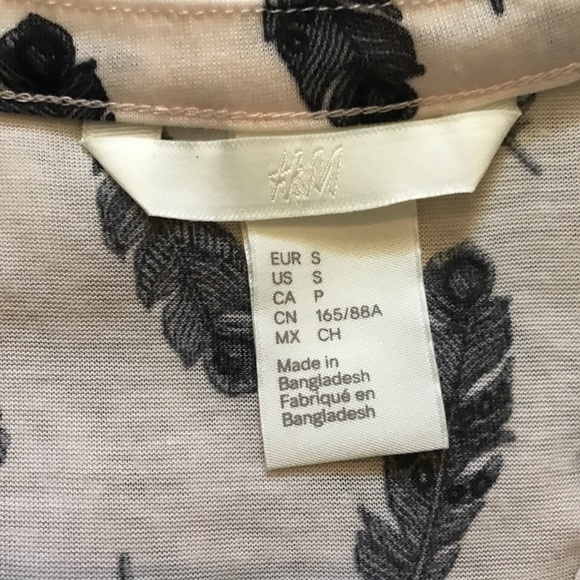 H&M
EUR S
US S
CA P
CN 165/88A
MX CH
Made in
Bangladesh
Fabriqué en
Bangladesh